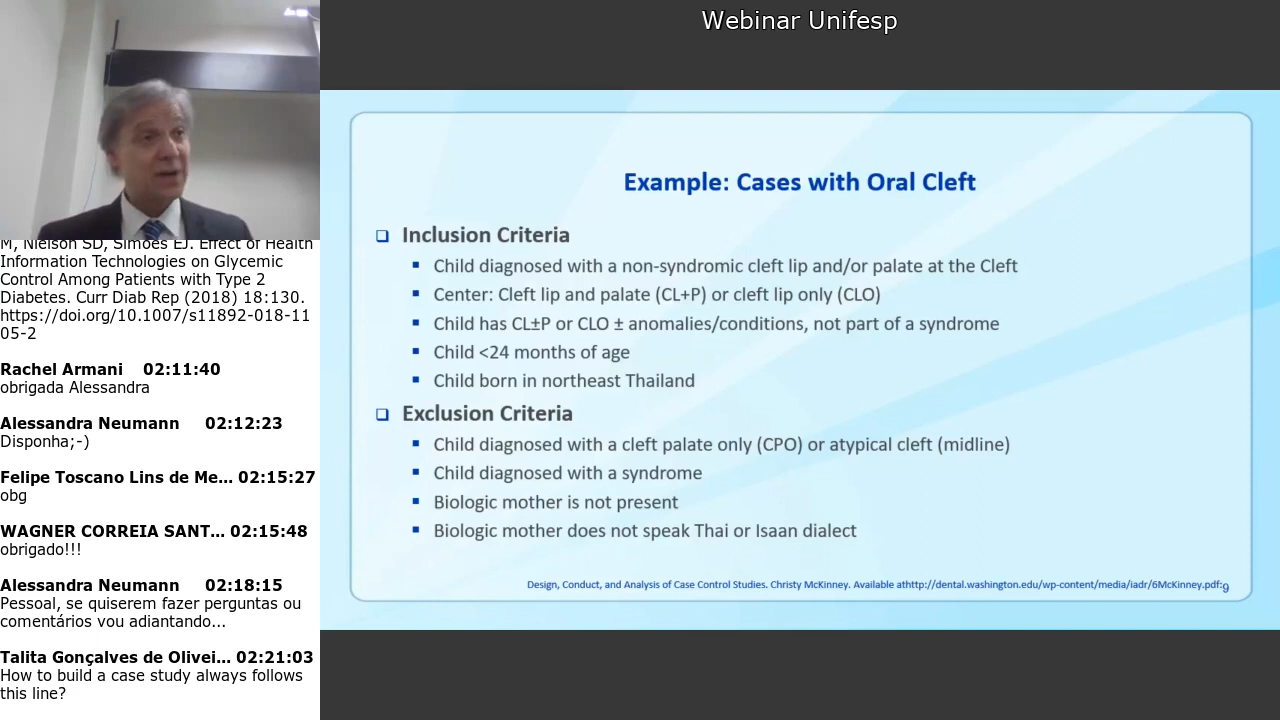 Webinar Unifesp
M, Nielson SD, Simoes EJ. Effect of Health
Information Technologies on Glycemic
Control Among Patients with Type 2
Diabetes. Curr Diab Rep (2018) 18:130.
https://doi.org/10.1007/s11892-018-11
05-2
Rachel Armani 02:11:40
obrigada Alessandra
Alessandra Neumann 02:12:23
Disponha;-)
Felipe Toscano Lins de Me... 02:15:27
obg
WAGNER CORREIA SANT... 02:15:48
obrigado!!!
Alessandra Neumann 02:18:15
Pessoal, se quiserem fazer perguntas ou
comentários vou adiantando...
Talita Gonçalves de Olivei... 02:21:03
How to build a case study always follows
this line?
Example: Cases with Oral Cleft
Inclusion Criteria
Child diagnosed with a non-syndromic cleft lip and/or palate at the Cleft
Center: Cleft lip and palate (CL+P) or cleft lip only (CLO)
Child has CL±P or CLO ± anomalies/conditions, not part of a syndrome
Child <24 months of age
Child born in northeast Thailand
Exclusion Criteria
Child diagnosed with a cleft palate only (CPO) or atypical cleft (midline)
Child diagnosed with a syndrome
Biologic mother is not present
Biologic mother does not speak Thai or Isaan dialect
Design, Conduct, and Analysis of Case Control Studies. Christy McKinney. Available athttp://dental.washington.edu/wp-content/media/iadr/6McKinney.pdf:9